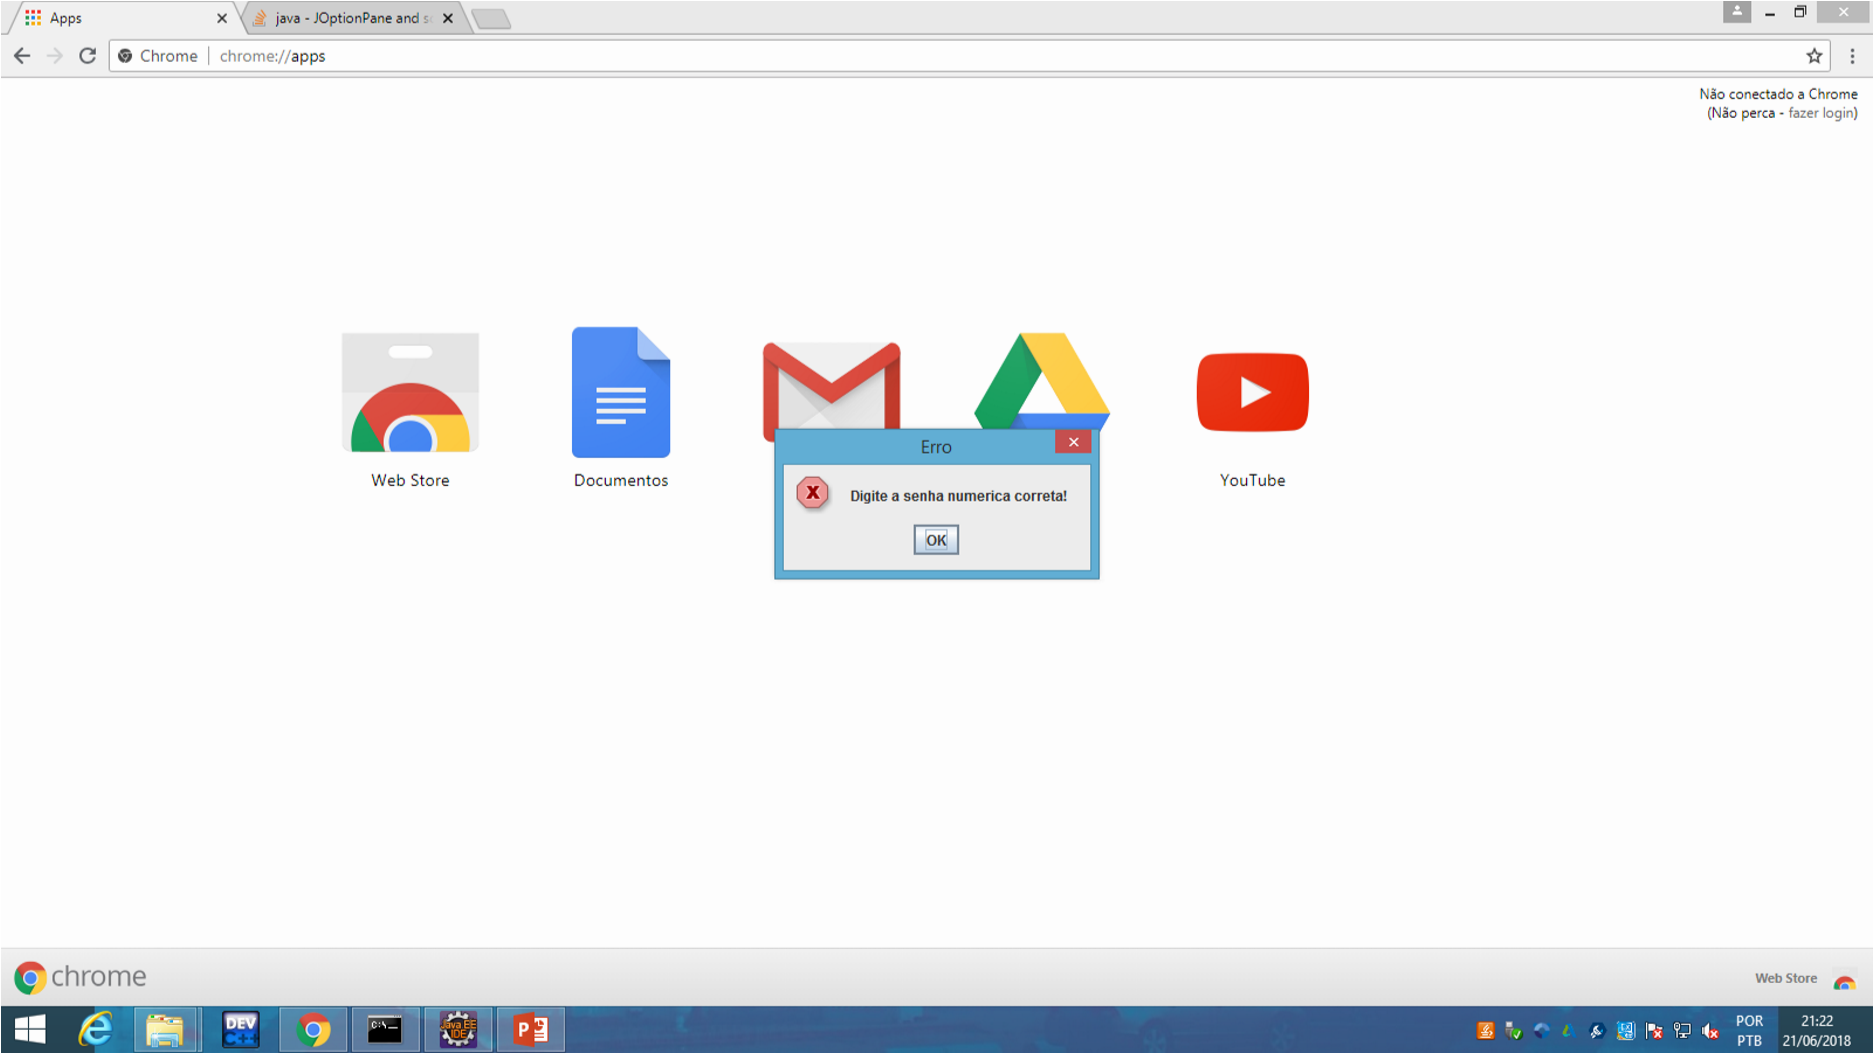 Apps
java - JOptionPane and s
Chrome
chrome://apps
Não conectado a Chrome
(Não perca - fazer login)
Web Store
Documentos
YouTube
Erro
X
Digite a senha numerica correta!
OK
chrome
Web Store
DEV
C++
C:\
Java EE
IDE
P
POR
PTB
21:22
21/06/2018